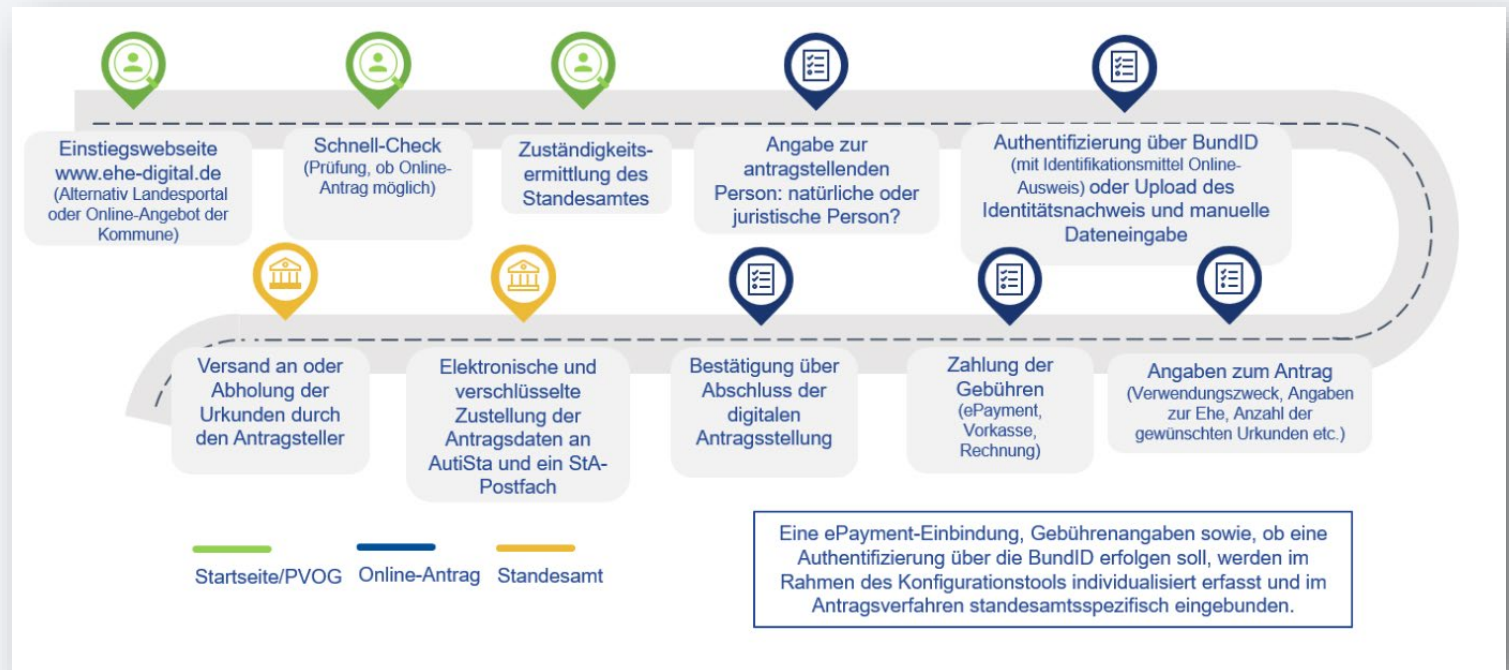 Einstiegswebseite
www.ehe-digital.de
(Alternativ Landesportal
oder Online-Angebot der
Kommune)
Schnell-Check
(Prüfung, ob Online-
Antrag möglich)
Zuständigkeits-
ermittlung des
Standesamtes
Angabe zur
antragstellenden
Person: natürliche oder
juristische Person?
Authentifizierung über BundID
(mit Identifikationsmittel Online-
Ausweis) oder Upload des
Identitätsnachweis und manuelle
Dateneingabe
Angaben zum Antrag
(Verwendungszweck, Angaben
zur Ehe, Anzahl der
gewünschten Urkunden etc.)
Zahlung der
Gebühren
(ePayment,
Vorkasse,
Rechnung)
Bestätigung über
Abschluss der
digitalen
Antragsstellung
Elektronische und
verschlüsselte
Zustellung der
Antragsdaten an
AutiSta und ein StA-
Postfach
Versand an oder
Abholung der
Urkunden durch
den Antragsteller
Startseite/PVOG
Online-Antrag
Standesamt
Eine ePayment-Einbindung, Gebührenangaben sowie, ob eine
Authentifizierung über die BundID erfolgen soll, werden im
Rahmen des Konfigurationstools individualisiert erfasst und im
Antragsverfahren standesamtsspezifisch eingebunden.